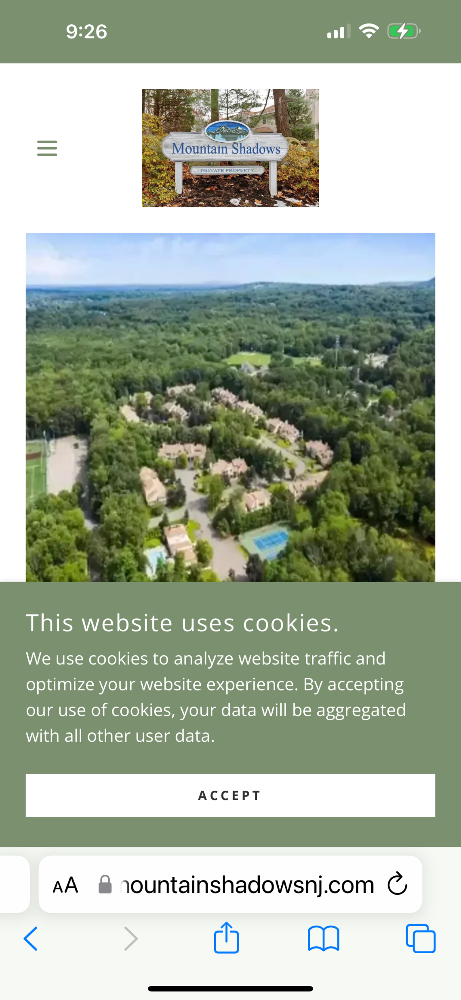 9:26
Mountain Shadows
PRIVATE PROPERTY
This website uses cookies.
We use cookies to analyze website traffic and
optimize your website experience. By accepting
our use of cookies, your data will be aggregated
with all other user data.
ACCEPT
AA
ountainshadowsnj.com